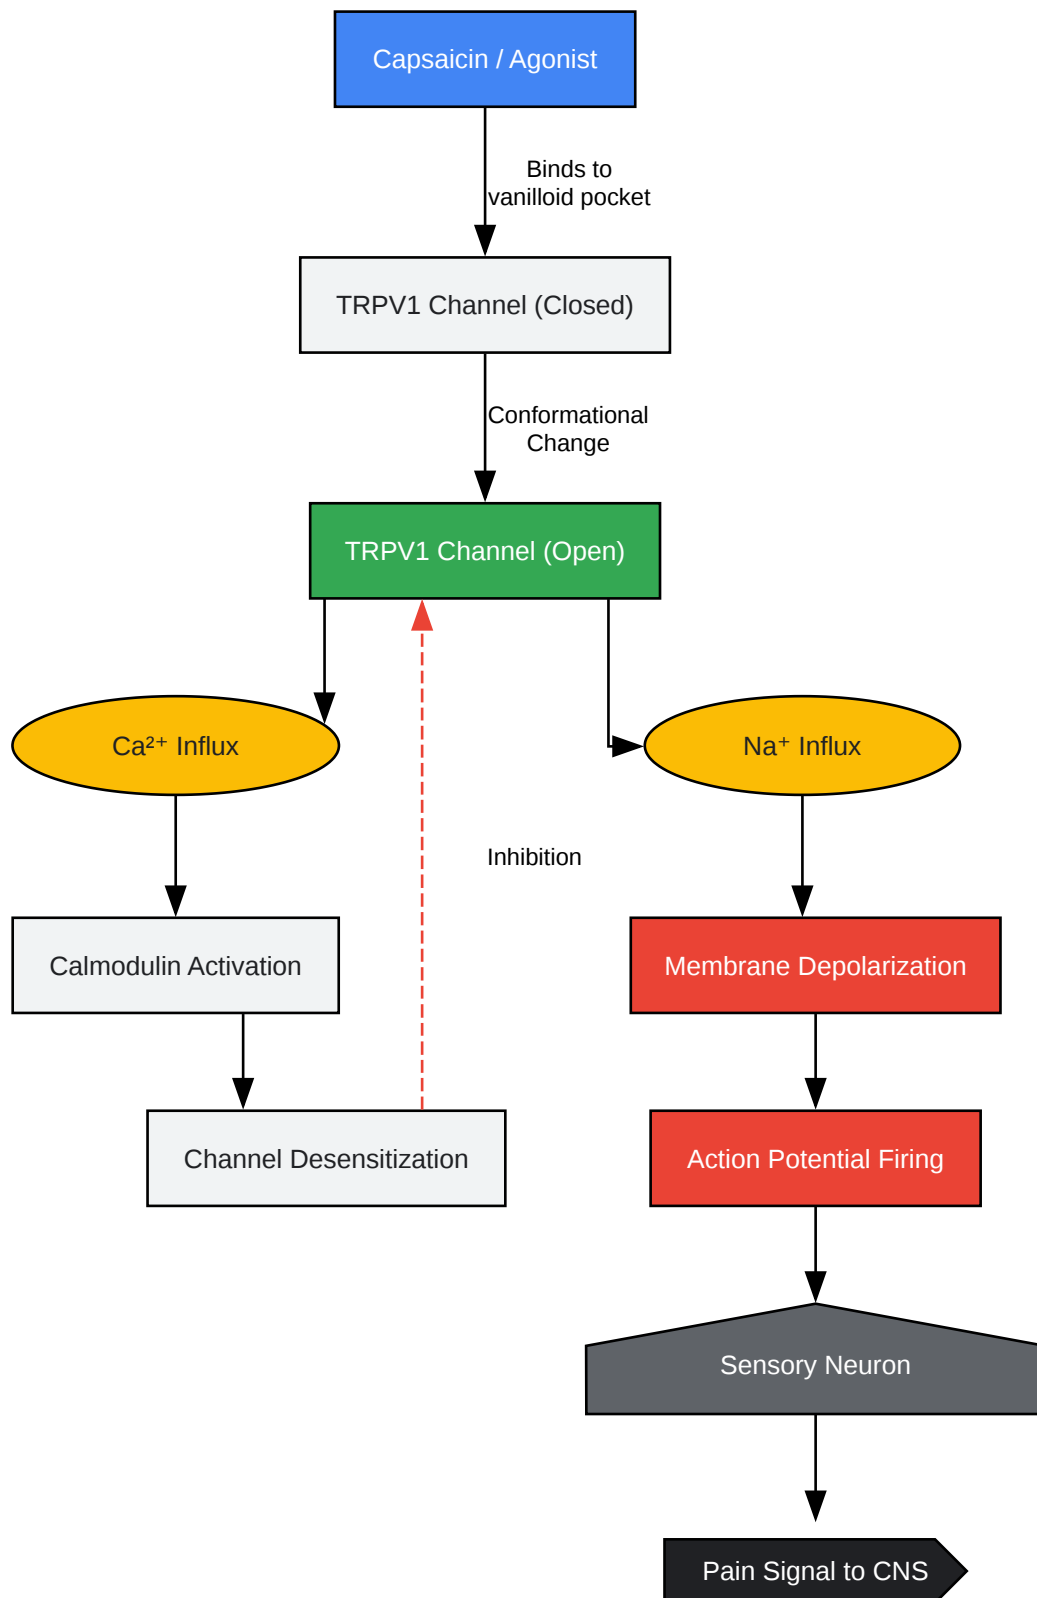 Capsaicin / Agonist
Binds to
vanilloid pocket
TRPV1 Channel (Closed)
Conformational
Change
TRPV1 Channel (Open)
Ca²⁺ Influx
Na⁺ Influx
Inhibition
Calmodulin Activation
Membrane Depolarization
Channel Desensitization
Action Potential Firing
Sensory Neuron
Pain Signal to CNS